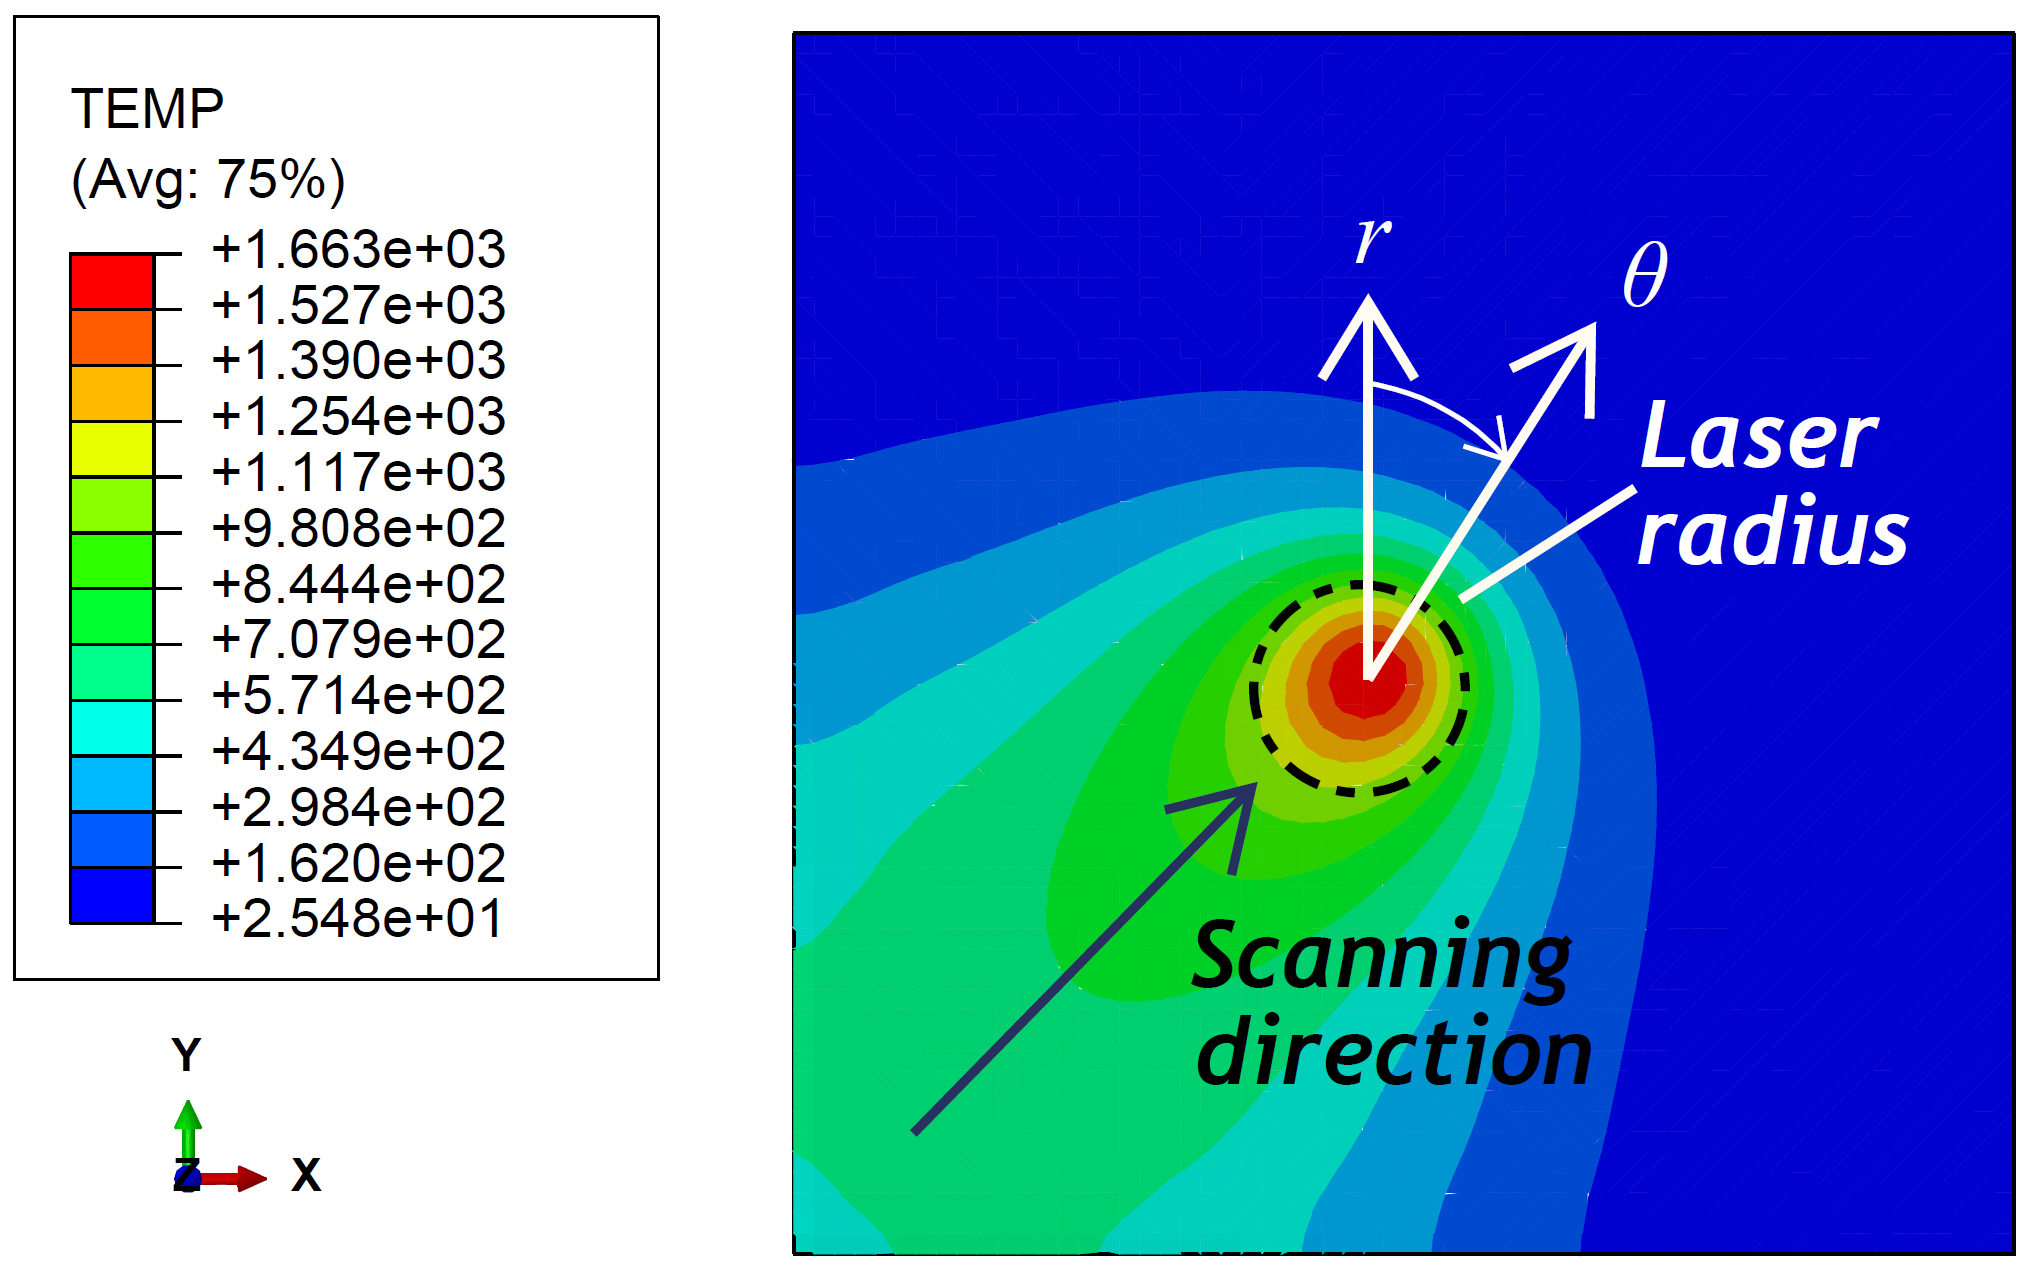 TEMP
(Avg: 75%)
+1.663e+03
+1.527e+03
+1.390e+03
+1.254e+03
+1.117e+03
+9.808e+02
+8.444e+02
+7.079e+02
+5.714e+02
+4.349e+02
+2.984e+02
+1.620e+02
+2.548e+01
Y
Z
X
r
θ
Laser
radius
Scanning
direction